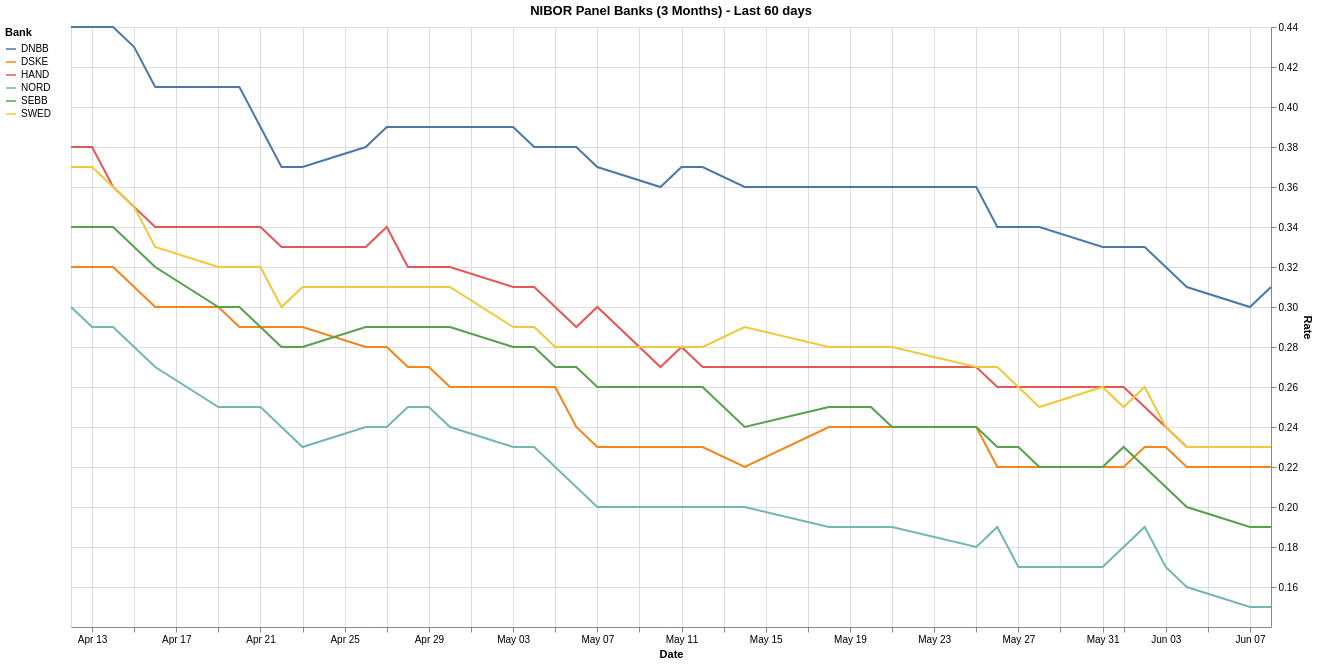 NIBOR Panel Banks (3 Months) - Last 60 days
Bank
DNBB
DSKE
HAND
NORD
SEBB
SWED
0.44
0.42
0.40
0.38
0.36
0.34
0.32
0.30
0.28
0.26
0.24
0.22
0.20
0.18
0.16
Rate
Apr 13 Apr 17 Apr 21 Apr 25 Apr 29 May 03 May 07 May 11 May 15 May 19 May 23 May 27 May 31 Jun 03 Jun 07
Date